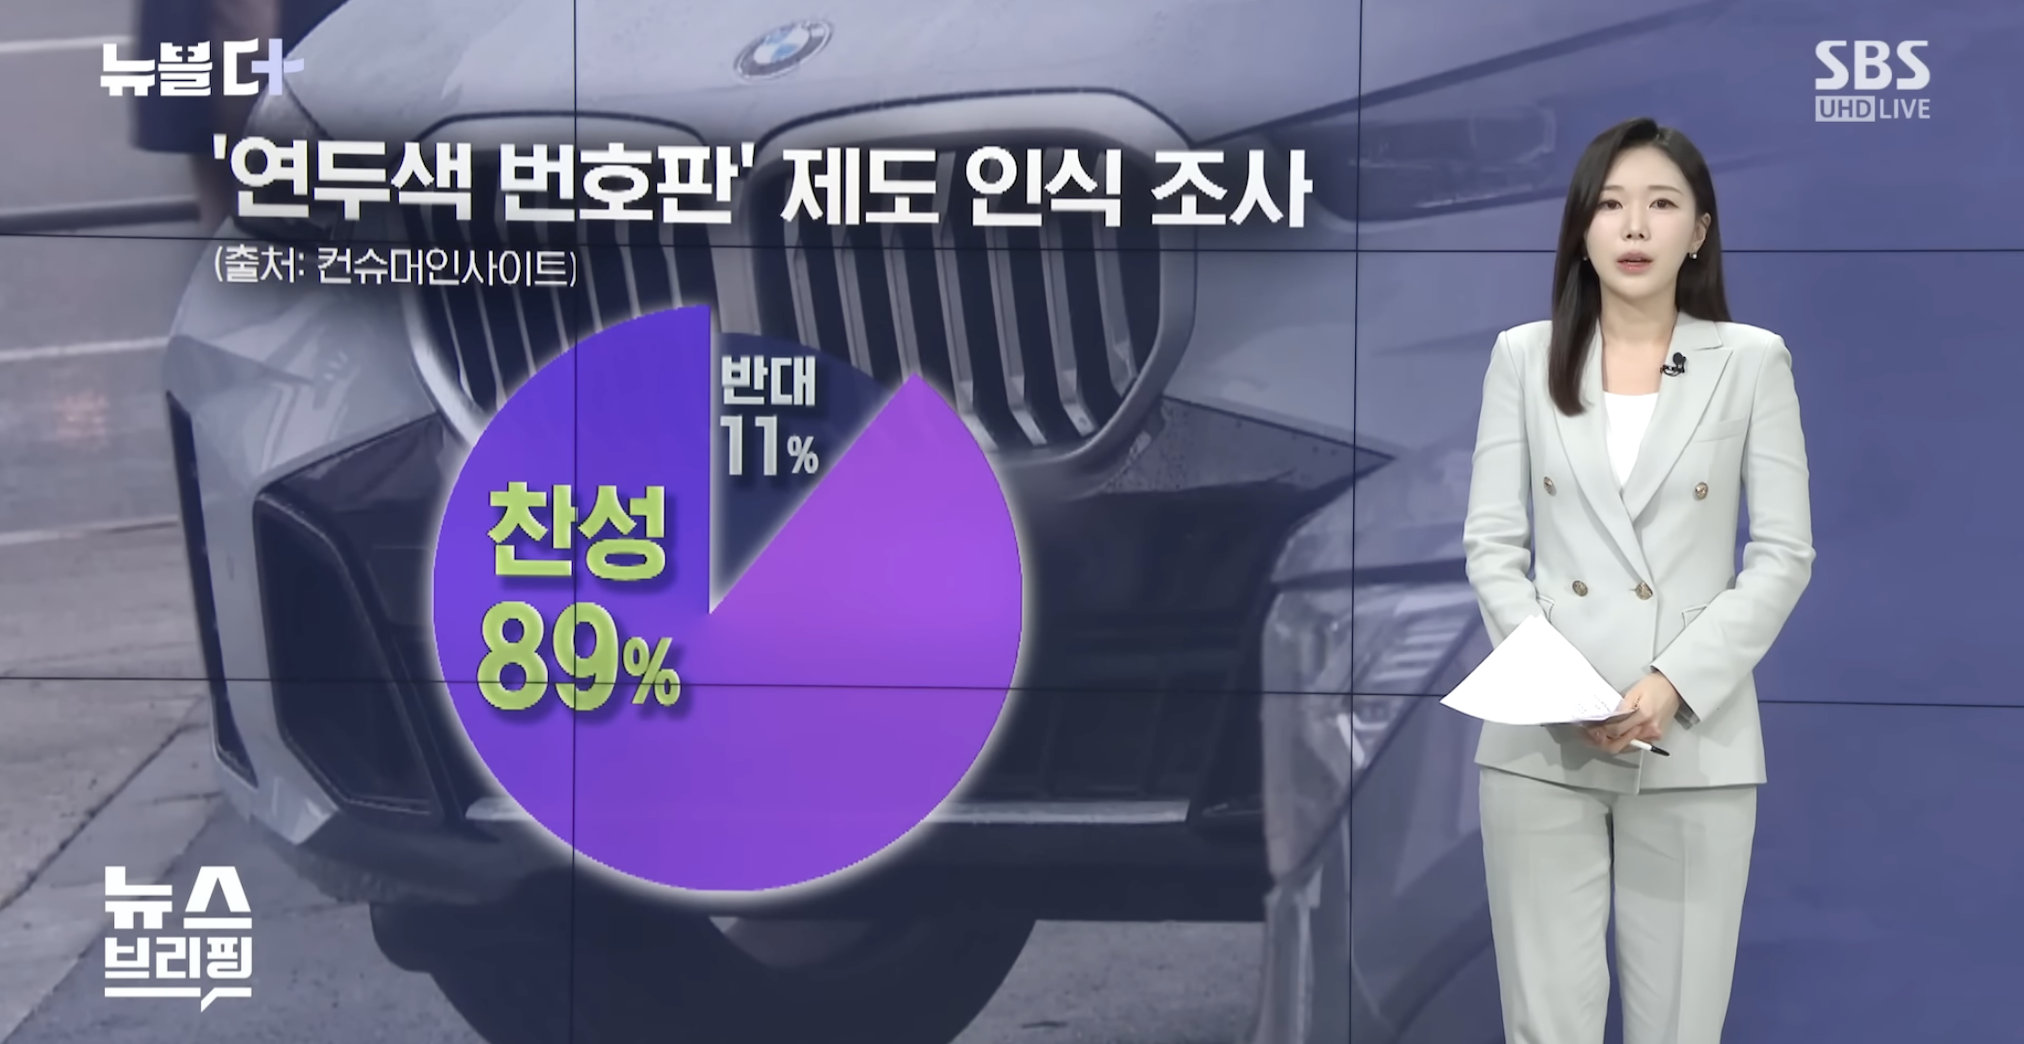 뉴블더
SBS
UHD LIVE
'연두색 번호판' 제도 인식 조사
(출처: 컨슈머인사이트)
반대
11%
찬성
89%
뉴스
브리핑